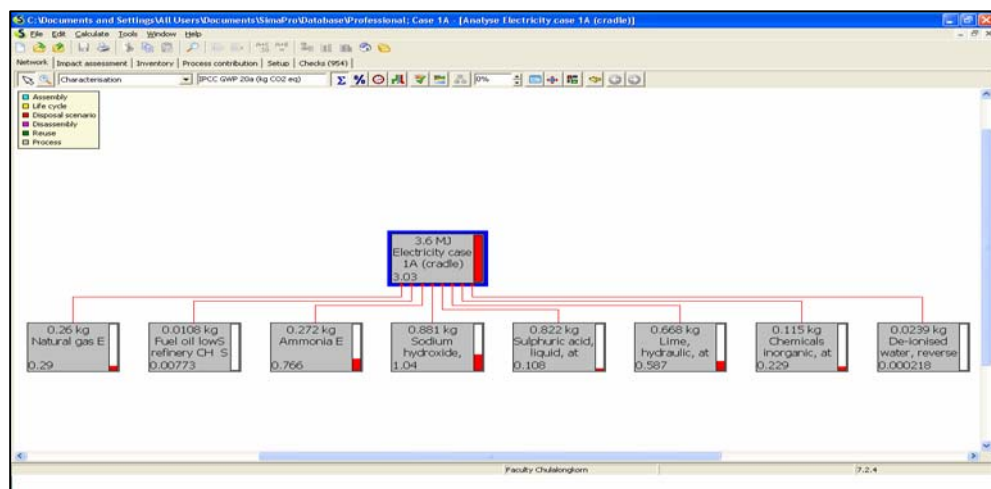 C:\Documents and Settings\All Users\Documents\SimaPro\Database\Professional; Case 1A - [Analyse Electricity case 1A (cradle)]
File Edit Calculate Tools Window Help
Network Impact assessment Inventory Process contribution Setup Checks (954)
Characterisation IPCC GWP 20a (kg CO2 eq) 0%
Assembly
Life cycle
Disposal scenario
Disassembly
Reuse
Process
3.6 MJ
Electricity case
1A (cradle)
3.03
0.26 kg
Natural gas E
0.29
0.0108 kg
Fuel oil lowS
refinery CH S
0.00773
0.272 kg
Ammonia E
0.766
0.881 kg
Sodium
hydroxide,
1.04
0.822 kg
Sulphuric acid,
liquid, at
0.108
0.668 kg
Lime,
hydraulic, at
0.587
0.115 kg
Chemicals
inorganic, at
0.229
0.0239 kg
De-ionised
water, reverse
0.000218
Faculty Chulalongkorn 7.2.4